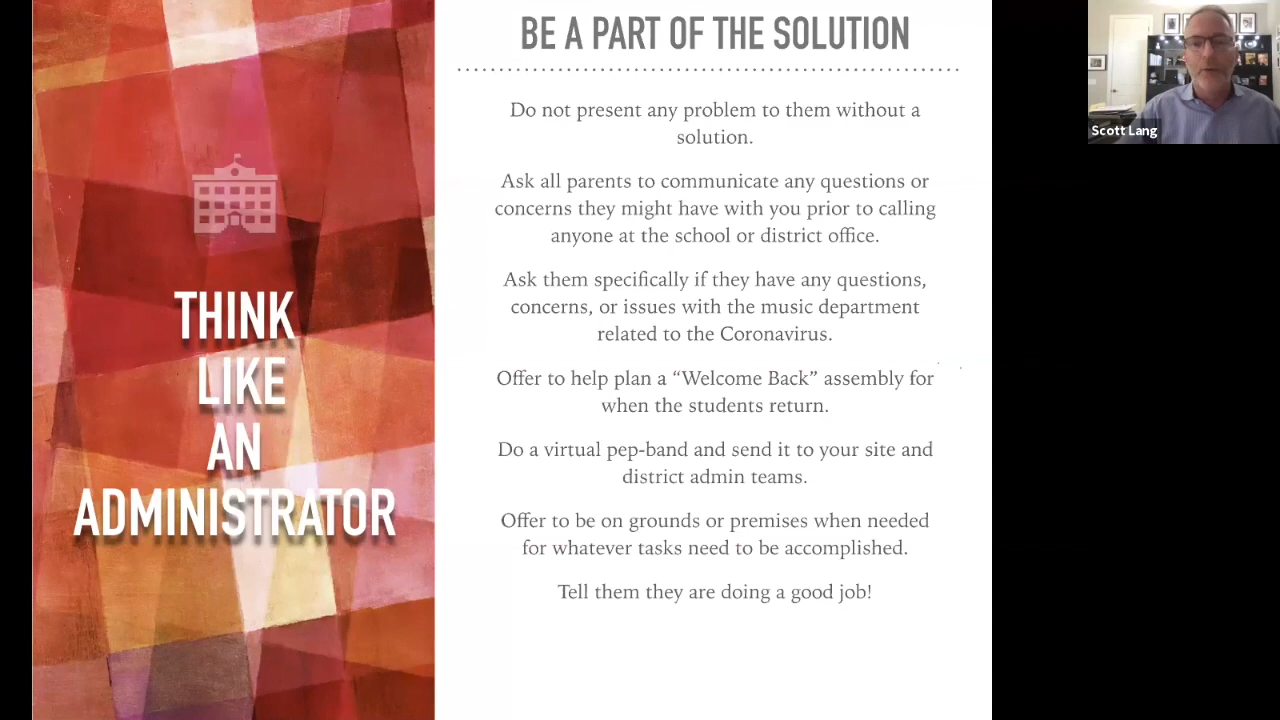 THINK
LIKE
AN
ADMINISTRATOR
BE A PART OF THE SOLUTION
Do not present any problem to them without a
solution.
Ask all parents to communicate any questions or
concerns they might have with you prior to calling
anyone at the school or district office.
Ask them specifically if they have any questions,
concerns, or issues with the music department
related to the Coronavirus.
Offer to help plan a “Welcome Back” assembly for
when the students return.
Do a virtual pep-band and send it to your site and
district admin teams.
Offer to be on grounds or premises when needed
for whatever tasks need to be accomplished.
Tell them they are doing a good job!
Scott Lang